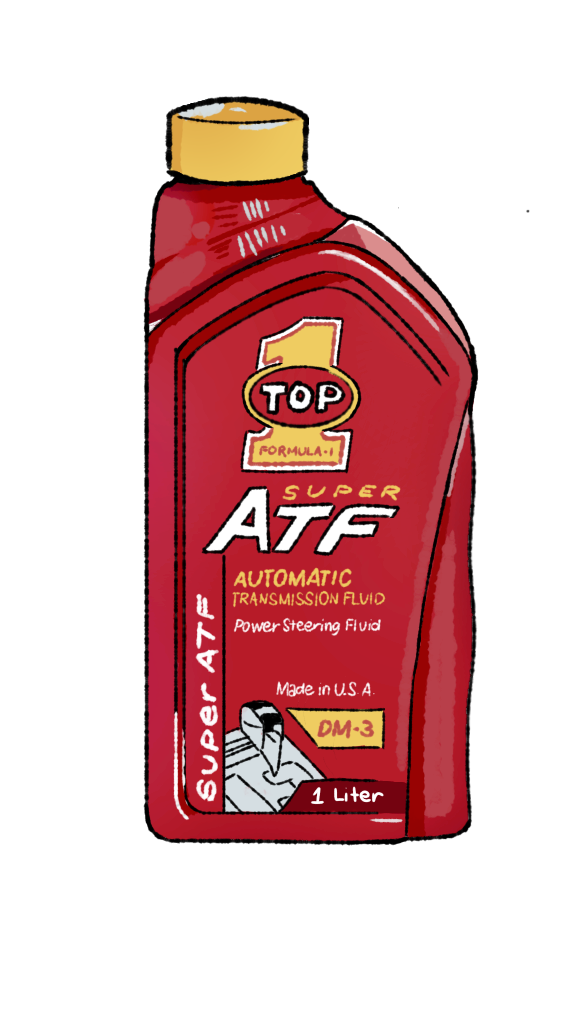 1
TOP
FORMULA-1
SUPER
ATF
AUTOMATIC
TRANSMISSION FLUID
Power Steering Fluid
Super ATF
Made in U.S.A.
DM-3
1 Liter